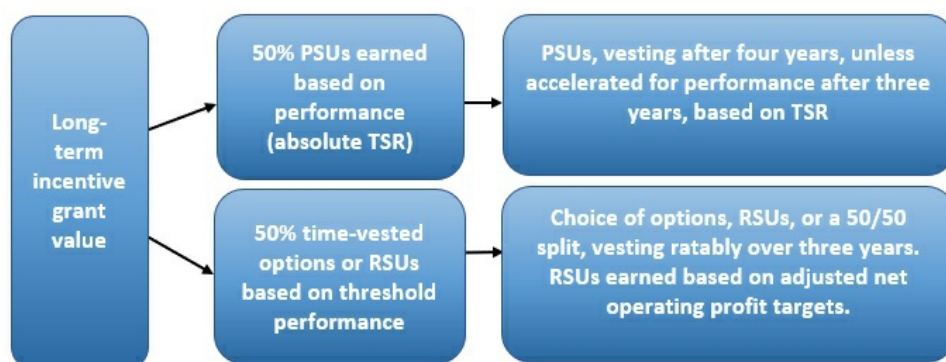 Long-
term
incentive
grant
value
50% PSUs earned
based on
performance
(absolute TSR)
PSUs, vesting after four years, unless
accelerated for performance after three
years, based on TSR
50% time-vested
options or RSUs
based on threshold
performance
Choice of options, RSUs, or a 50/50
split, vesting ratably over three years.
RSUs earned based on adjusted net
operating profit targets.